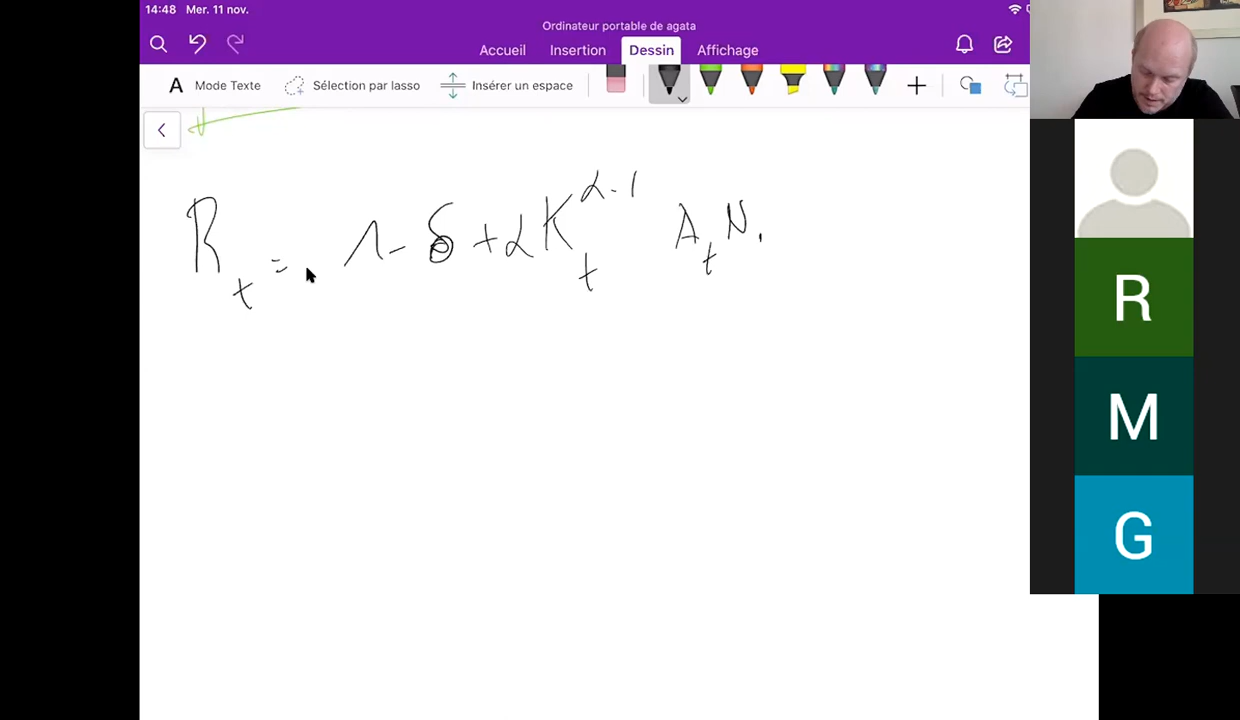 14:48 Mer. 11 nov.
Ordinateur portable de agata
Accueil Insertion Dessin Affichage
A Mode Texte Sélection par lasso Insérer un espace
R_t = 1 - δ + α K_t^{α-1} A_t N.
R
M
G